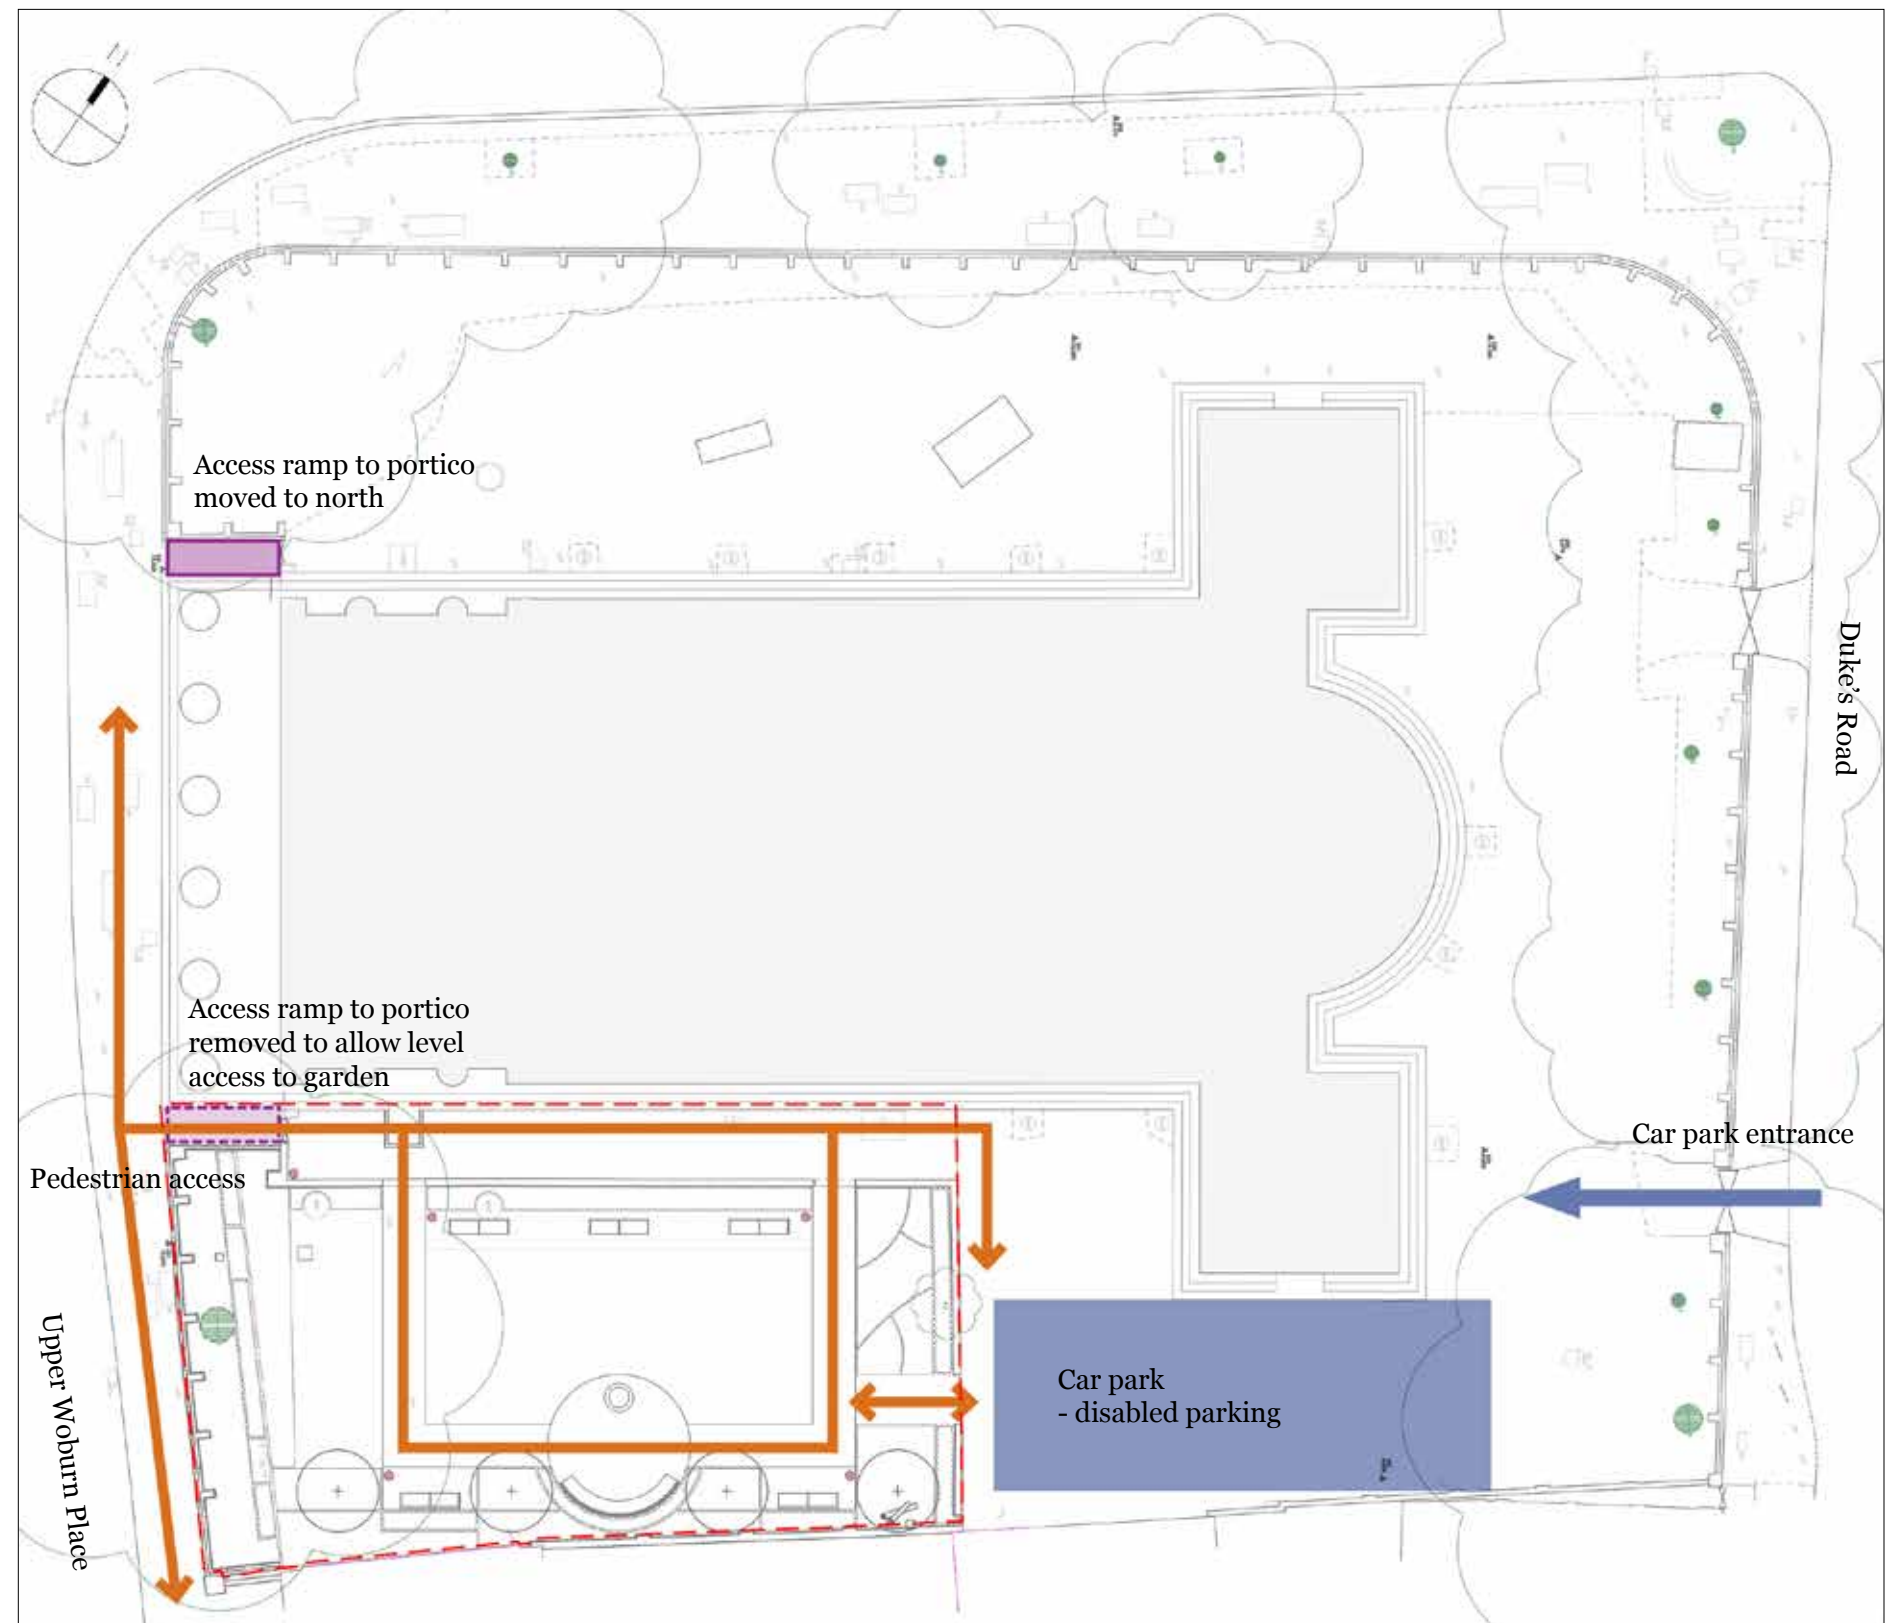 Access ramp to portico
moved to north
Duke's Road
Access ramp to portico
removed to allow level
access to garden
Car park entrance
Pedestrian access
Car park
- disabled parking
Upper Woburn Place